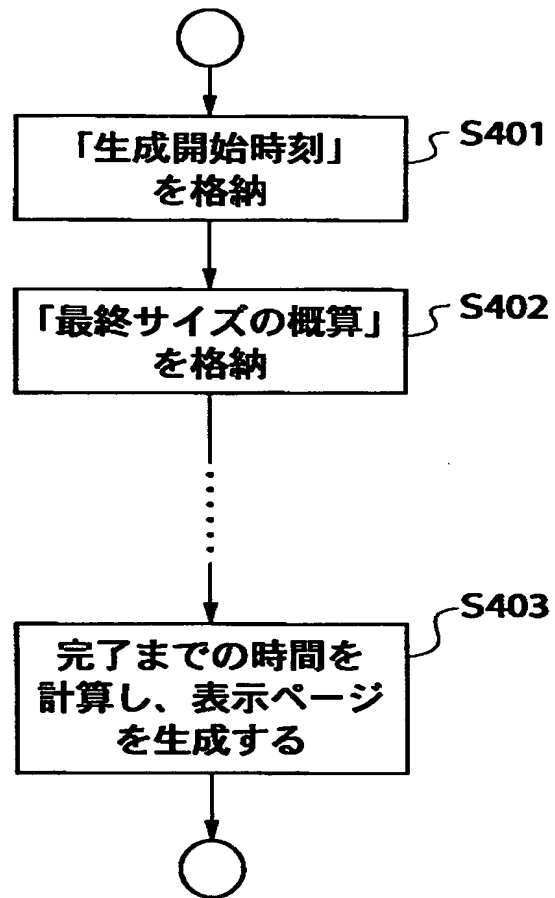 「生成開始時刻」
を格納
S401
「最終サイズの概算」
を格納
S402
完了までの時間を
計算し、表示ページ
を生成する
S403